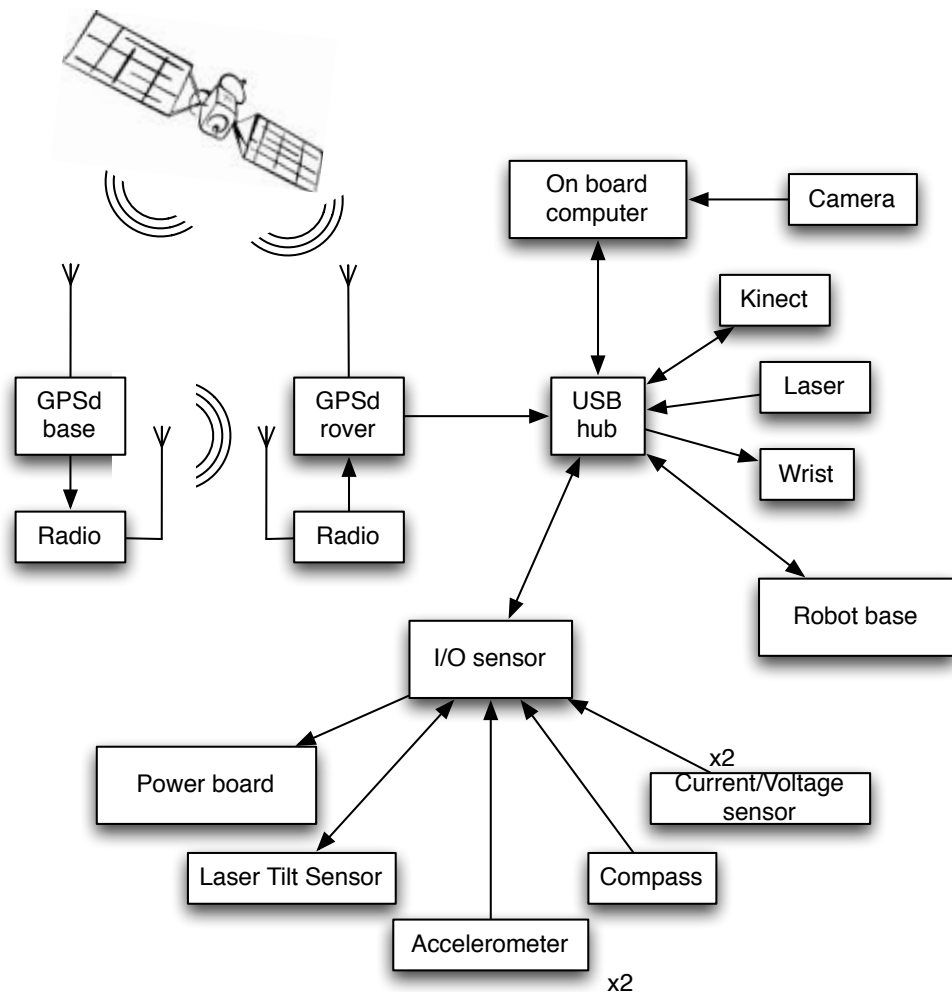 On board
computer
Camera
Kinect
GPSd
base
GPSd
rover
USB
hub
Laser
Wrist
Radio
Radio
Robot base
I/O sensor
x2
Power board
Current/Voltage
sensor
Laser Tilt Sensor
Compass
Accelerometer
x2